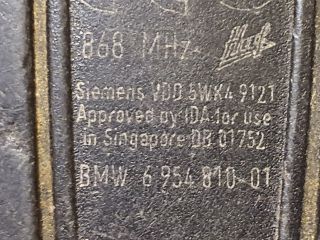 868 MHz
Siemens VDO 5WK4 9121
Approved by IDA for use
in Singapore DB 01752
BMW 6 954 810-01